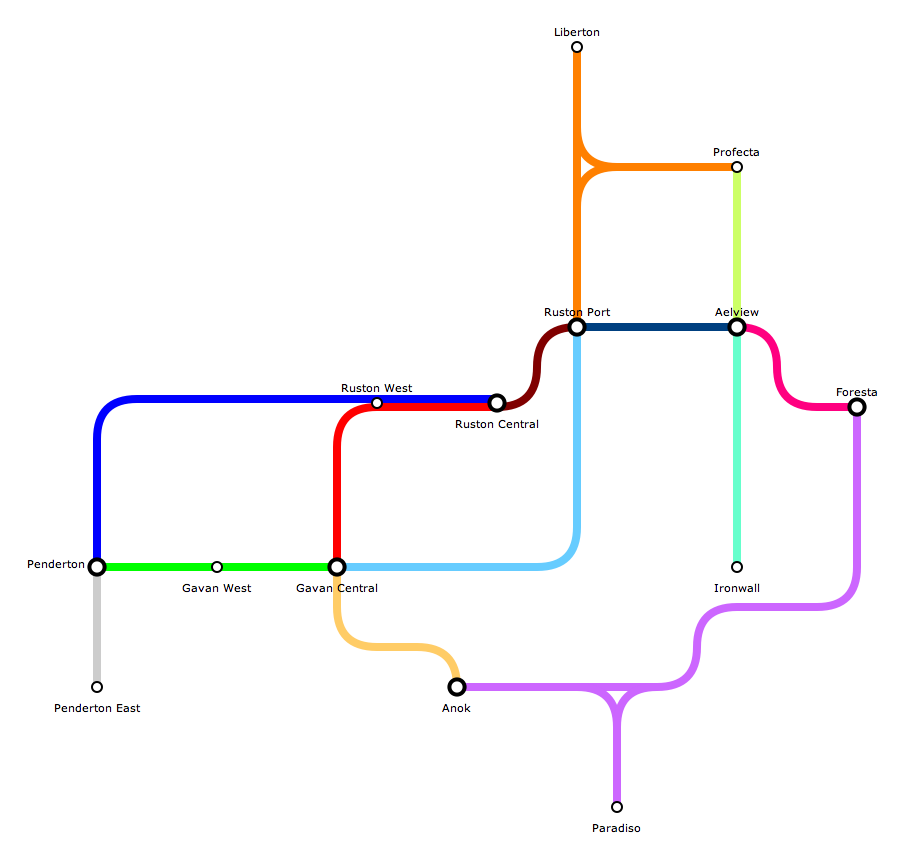 Liberton
Profecta
Ruston Port
Aelview
Ruston West
Foresta
Ruston Central
Penderton
Gavan West
Gavan Central
Ironwall
Penderton East
Anok
Paradiso